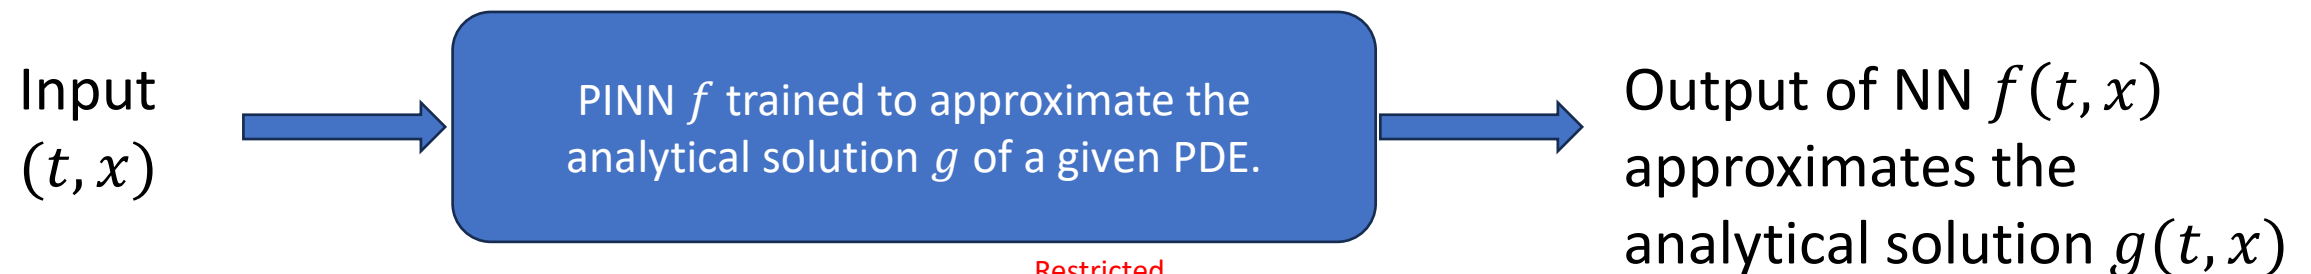 Input
(t, x)
PINN f trained to approximate the
analytical solution g of a given PDE.
Output of NN f(t, x)
approximates the
analytical solution g(t, x)
Restricted